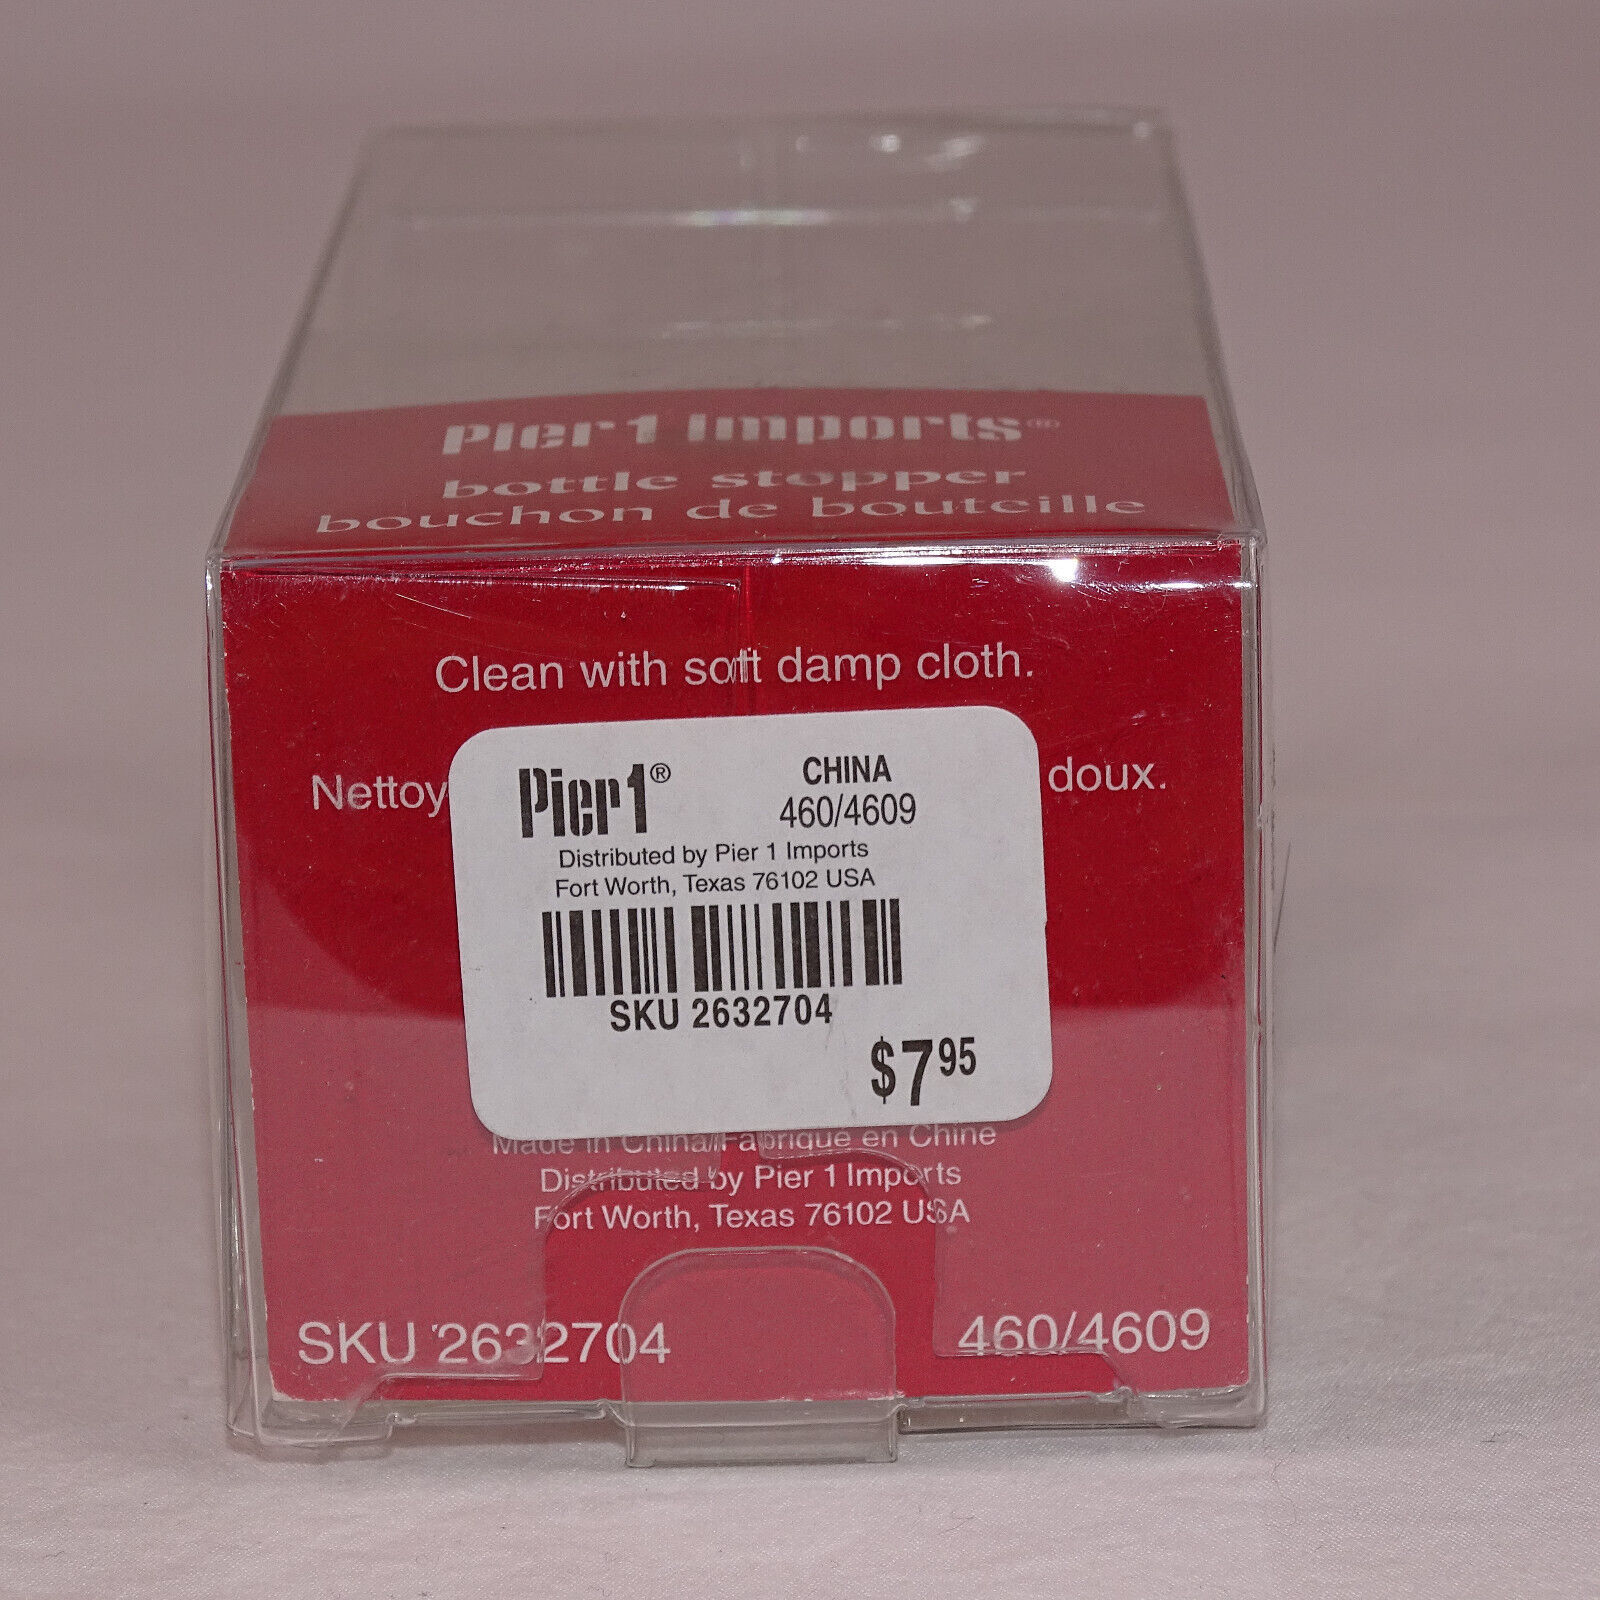 Pier 1 imports®
bottle stopper
bouchon de bouteille
Clean with soft damp cloth.
Nettoy doux.
Pier 1® CHINA
460/4609
Distributed by Pier 1 Imports
Fort Worth, Texas 76102 USA
SKU 2632704
$7.95
Made in China/Fabriqué en Chine
Distributed by Pier 1 Imports
Fort Worth, Texas 76102 USA
SKU 2632704 460/4609